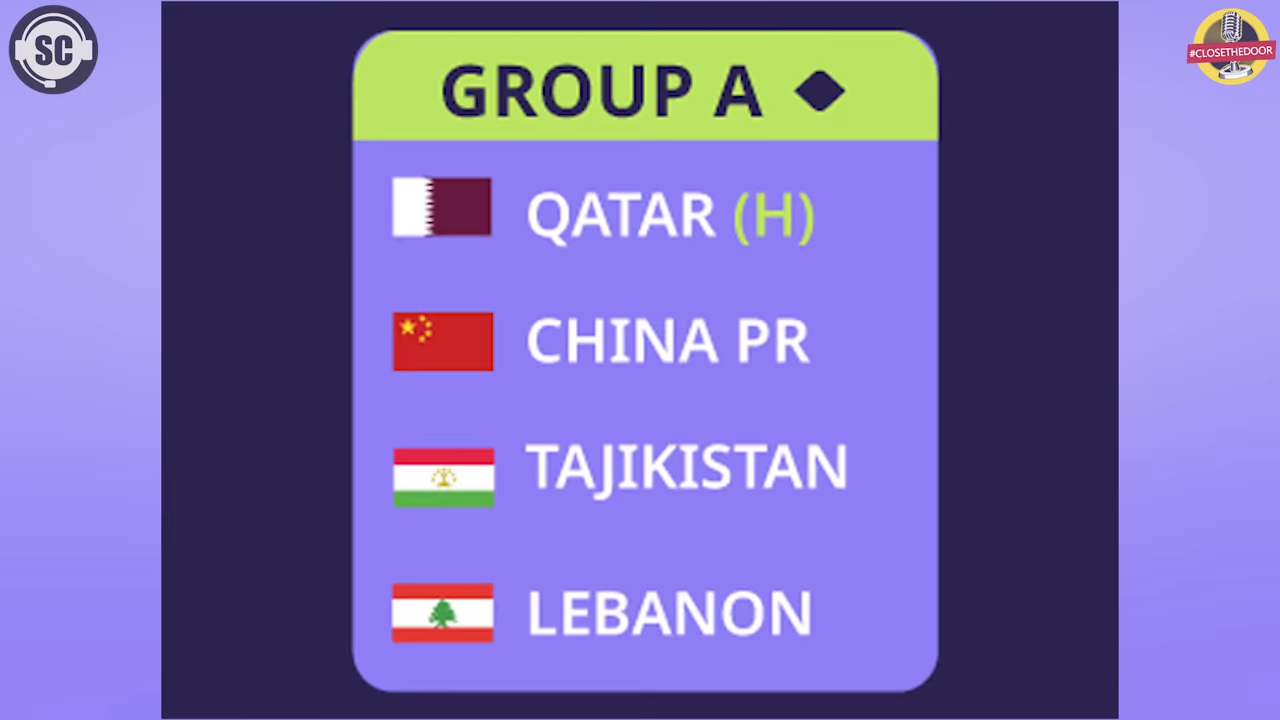 SC
#CLOSETHEDOOR
GROUP A
QATAR (H)
CHINA PR
TAJIKISTAN
LEBANON